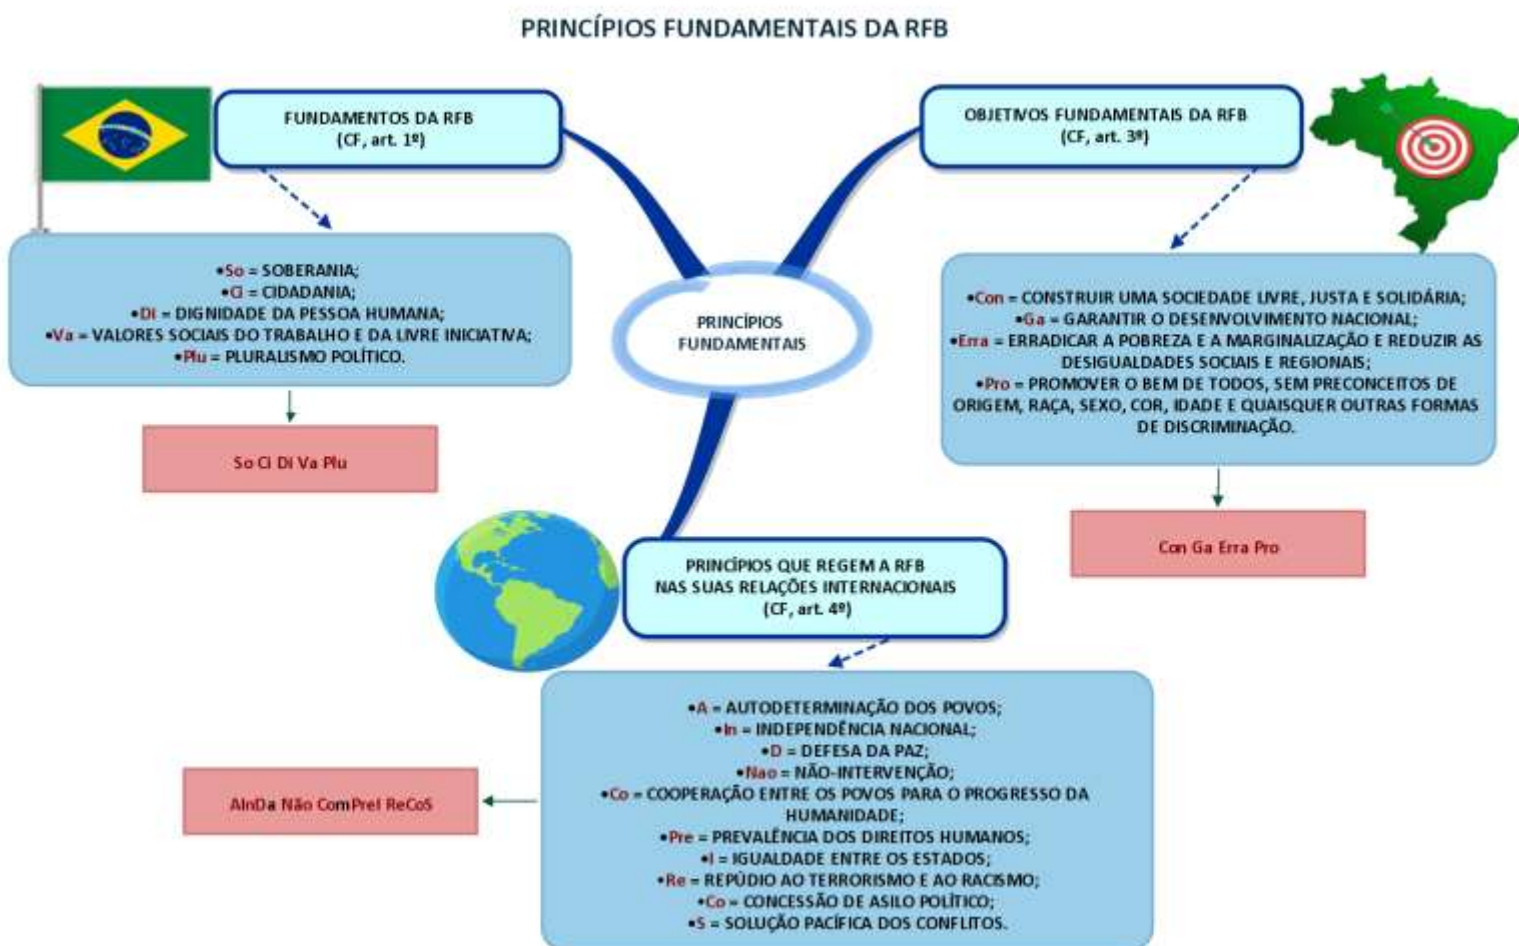 PRINCÍPIOS FUNDAMENTAIS DA RFB
FUNDAMENTOS DA RFB
(CF, art. 1º)
•So = SOBERANIA;
•Ci = CIDADANIA;
•Di = DIGNIDADE DA PESSOA HUMANA;
•Va = VALORES SOCIAIS DO TRABALHO E DA LIVRE INICIATIVA;
•Plu = PLURALISMO POLÍTICO.
So Ci Di Va Plu
PRINCÍPIOS
FUNDAMENTAIS
OBJETIVOS FUNDAMENTAIS DA RFB
(CF, art. 3º)
•Con = CONSTRUIR UMA SOCIEDADE LIVRE, JUSTA E SOLIDÁRIA;
•Ga = GARANTIR O DESENVOLVIMENTO NACIONAL;
•Erra = ERRADICAR A POBREZA E A MARGINALIZAÇÃO E REDUZIR AS
DESIGUALDADES SOCIAIS E REGIONAIS;
•Pro = PROMOVER O BEM DE TODOS, SEM PRECONCEITOS DE
ORIGEM, RAÇA, SEXO, COR, IDADE E QUAISQUER OUTRAS FORMAS
DE DISCRIMINAÇÃO.
Con Ga Erra Pro
PRINCÍPIOS QUE REGEM A RFB
NAS SUAS RELAÇÕES INTERNACIONAIS
(CF, art. 4º)
•A = AUTODETERMINAÇÃO DOS POVOS;
•In = INDEPENDÊNCIA NACIONAL;
•D = DEFESA DA PAZ;
•Nao = NÃO-INTERVENÇÃO;
•Co = COOPERAÇÃO ENTRE OS POVOS PARA O PROGRESSO DA
HUMANIDADE;
•Pre = PREVALÊNCIA DOS DIREITOS HUMANOS;
•I = IGUALDADE ENTRE OS ESTADOS;
•Re = REPÚDIO AO TERRORISMO E AO RACISMO;
•Co = CONCESSÃO DE ASILO POLÍTICO;
•S = SOLUÇÃO PACÍFICA DOS CONFLITOS.
AInDa Não ComPreI ReCoS